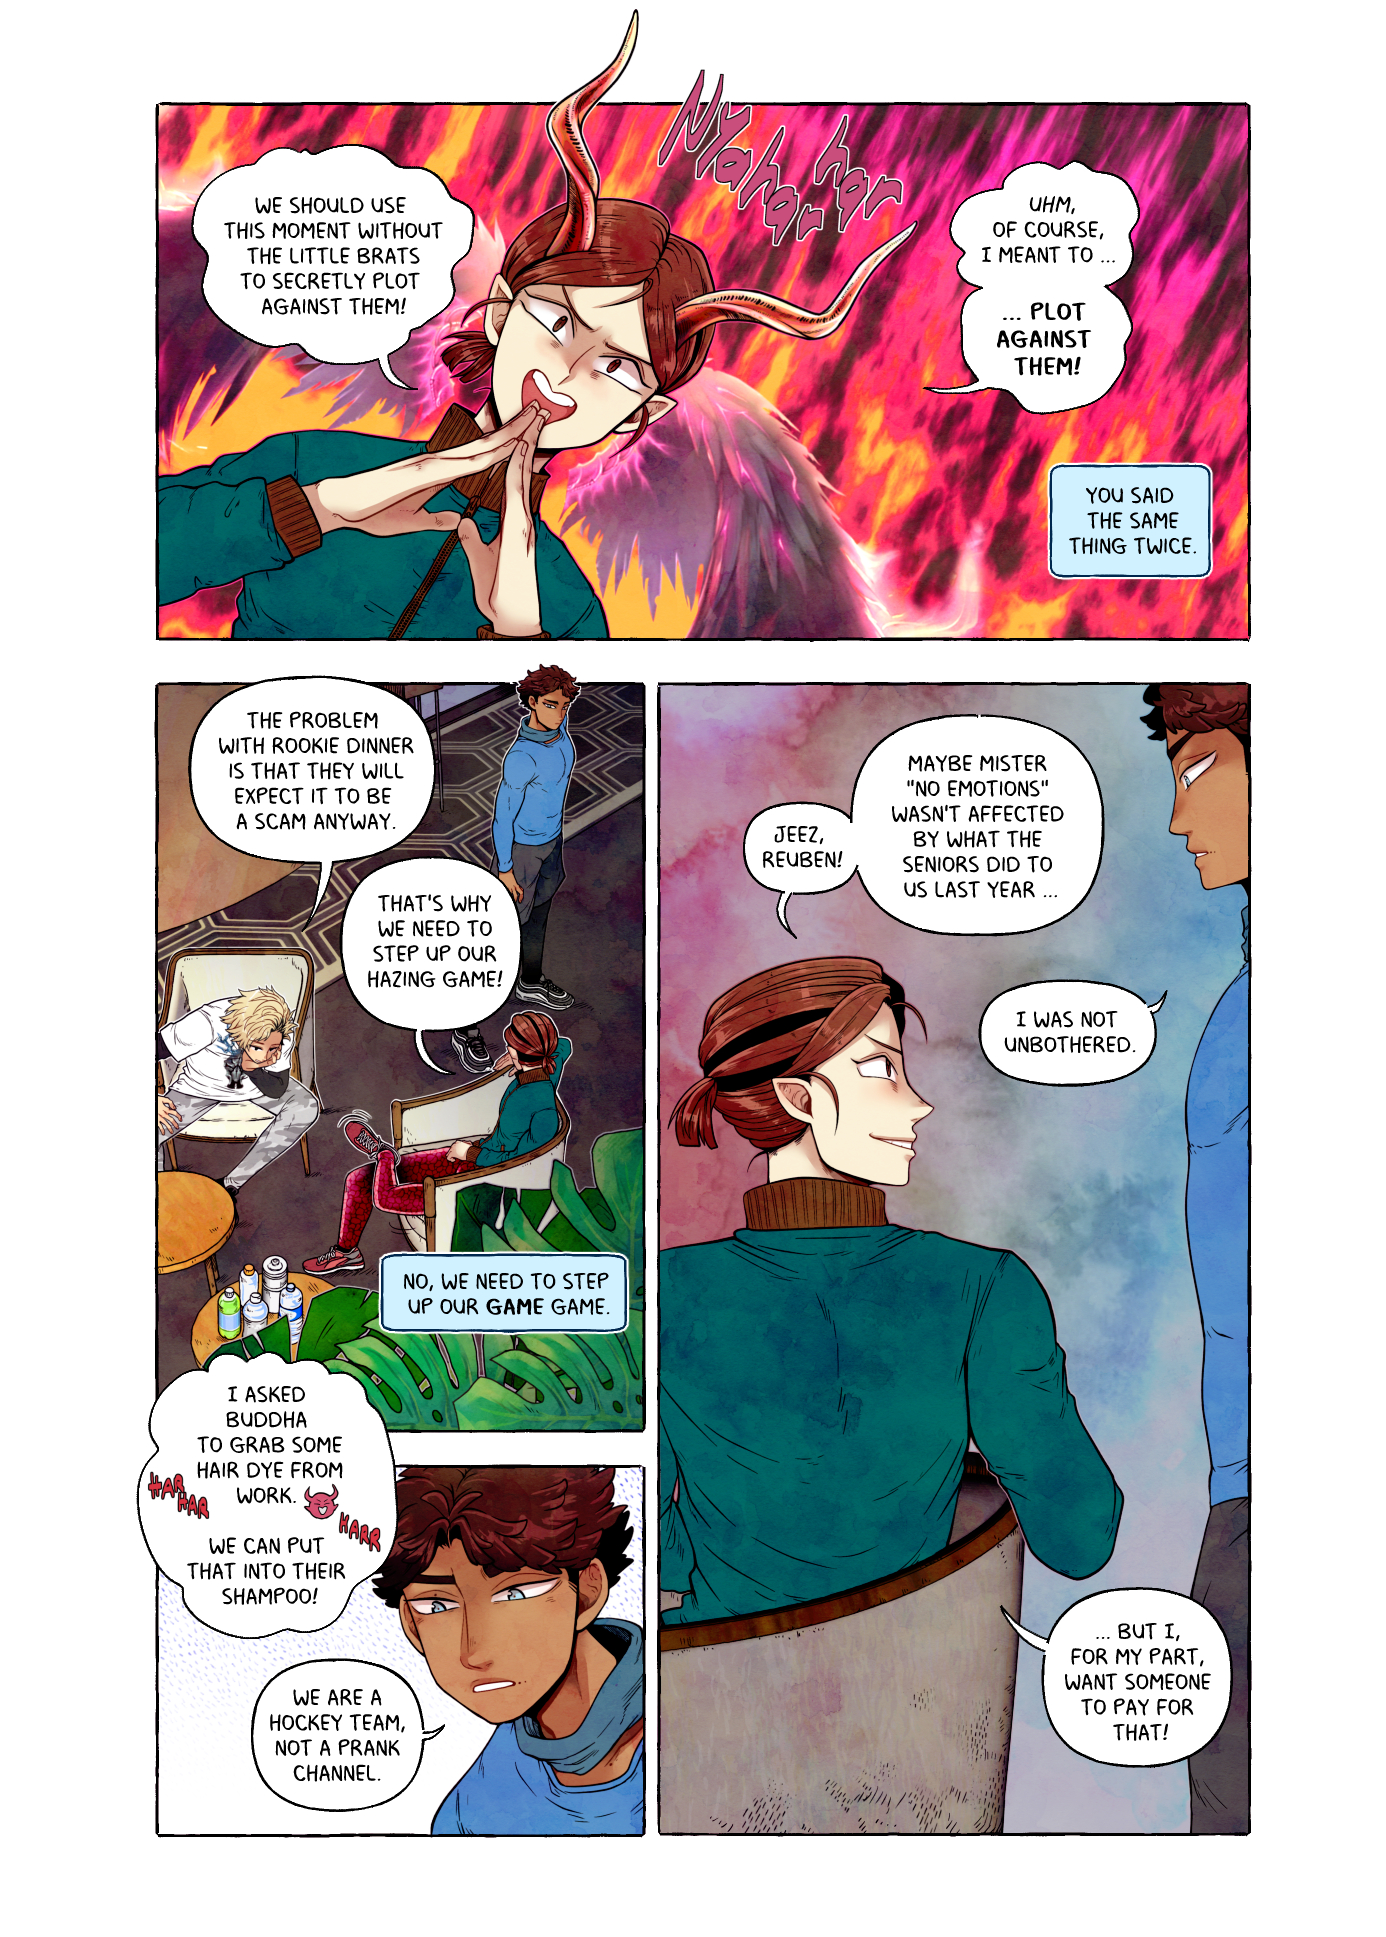 WE SHOULD USE
THIS MOMENT WITHOUT
THE LITTLE BRATS
TO SECRETLY PLOT
AGAINST THEM!
Nyahar har
UHM,
OF COURSE,
I MEANT TO ...
... PLOT
AGAINST
THEM!
YOU SAID
THE SAME
THING TWICE.
THE PROBLEM
WITH ROOKIE DINNER
IS THAT THEY WILL
EXPECT IT TO BE
A SCAM ANYWAY.
THAT'S WHY
WE NEED TO
STEP UP OUR
HAZING GAME!
NO, WE NEED TO STEP
UP OUR GAME GAME.
I ASKED
BUDDHA
TO GRAB SOME
HAIR DYE FROM
WORK.
HAR
HAR
HARR
WE CAN PUT
THAT INTO THEIR
SHAMPOO!
WE ARE A
HOCKEY TEAM,
NOT A PRANK
CHANNEL.
JEEZ,
REUBEN!
MAYBE MISTER
"NO EMOTIONS"
WASN'T AFFECTED
BY WHAT THE
SENIORS DID TO
US LAST YEAR ...
I WAS NOT
UNBOTHERED.
... BUT I,
FOR MY PART,
WANT SOMEONE
TO PAY FOR
THAT!